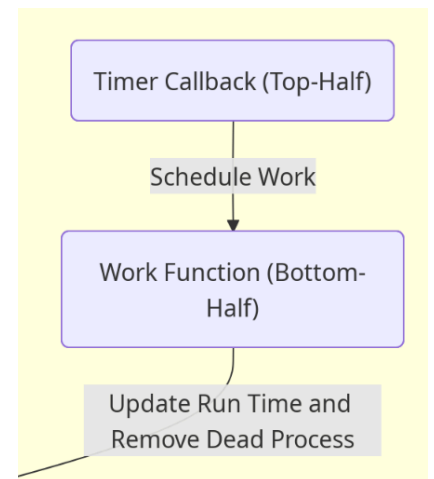 Timer Callback (Top-Half)
Schedule Work
Work Function (Bottom-
Half)
Update Run Time and
Remove Dead Process